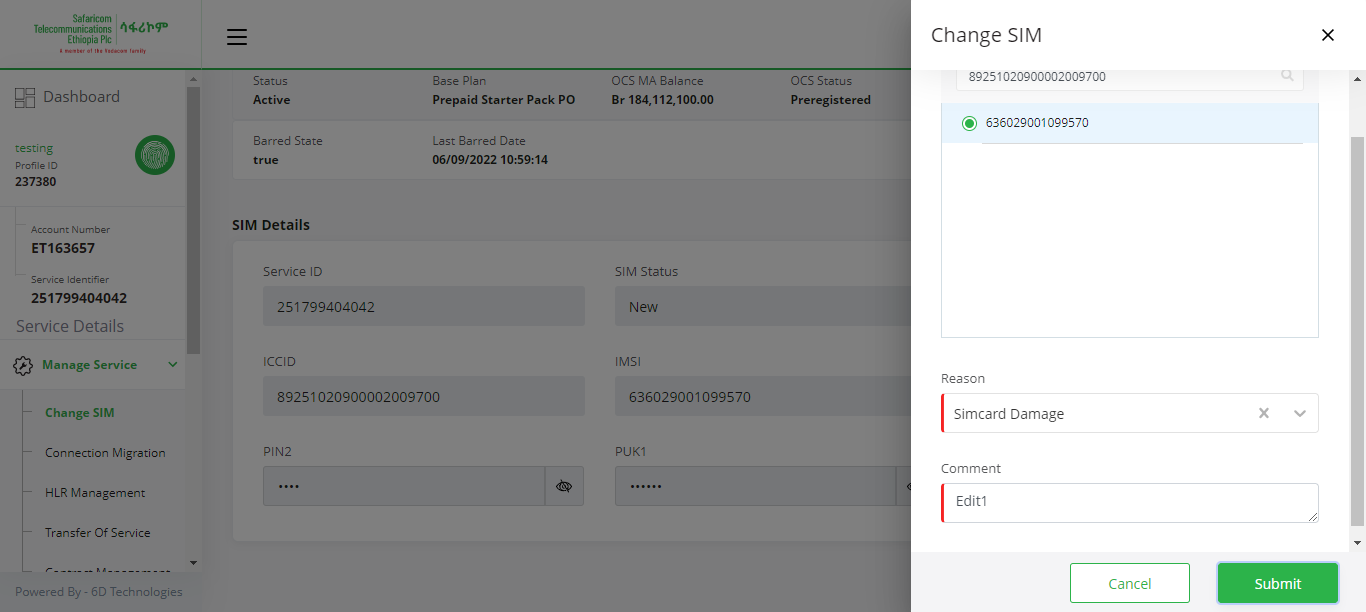 Safaricom
Telecommunications
Ethiopia Plc
ሳፋሪኮም
A member of the Vodacom family
Dashboard
testing
Profile ID
237380
Account Number
ET163657
Service Identifier
251799404042
Service Details
Manage Service
Change SIM
Connection Migration
HLR Management
Transfer Of Service
Contract Management
Powered By - 6D Technologies
Status
Active
Base Plan
Prepaid Starter Pack PO
OCS MA Balance
Br 184,112,100.00
OCS Status
Preregistered
Barred State
true
Last Barred Date
06/09/2022 10:59:14
SIM Details
Service ID
251799404042
SIM Status
New
ICCID
89251020900002009700
IMSI
636029001099570
PIN2
••••
PUK1
••••••
Change SIM
89251020900002009700
636029001099570
Reason
Simcard Damage
Comment
Edit1
Cancel
Submit